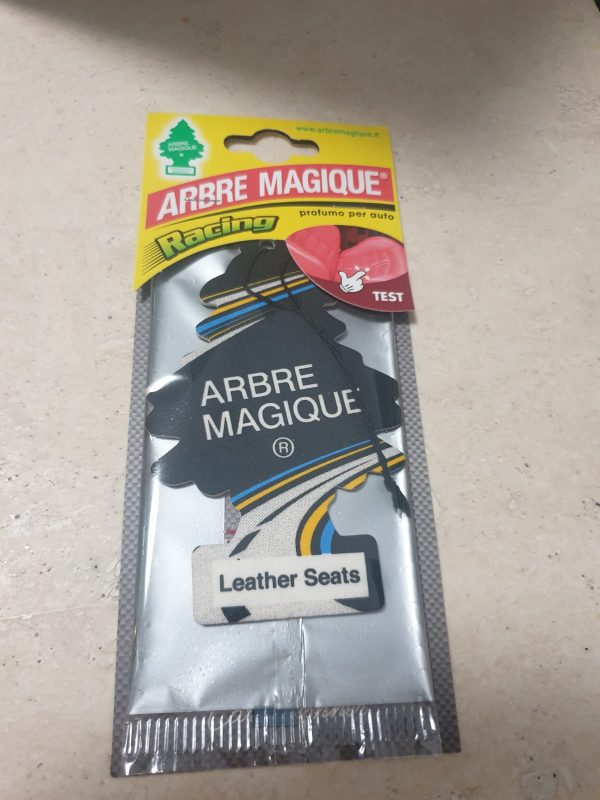 www.arbremagique.it
ARBRE
MAGIQUE
ARBRE MAGIQUE®
profumo per auto
Racing
TEST
ARBRE
MAGIQUE
®
Leather Seats